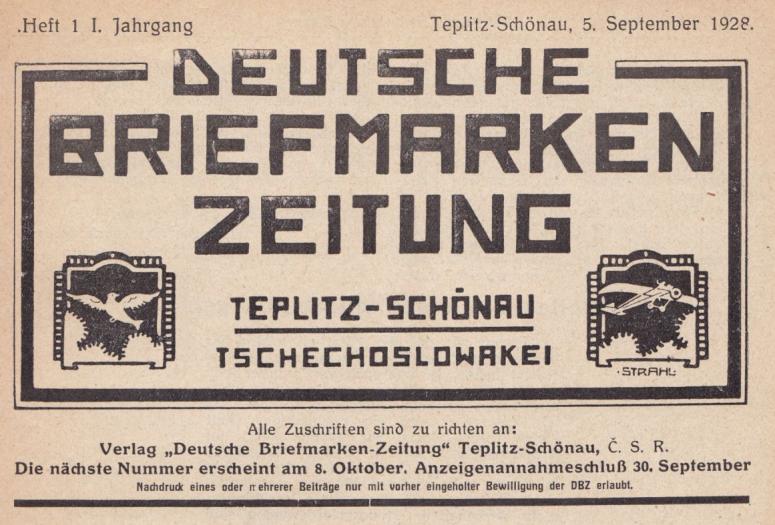 .Heft 1 I. Jahrgang
Teplitz-Schönau, 5. September 1928.
DEUTSCHE
BRIEFMARKEN
ZEITUNG
TEPLITZ-SCHÖNAU
TSCHECHOSLOWAKEI
·STRAHL·
Alle Zuschriften sind zu richten an:
Verlag „Deutsche Briefmarken-Zeitung“ Teplitz-Schönau, Č. S. R.
Die nächste Nummer erscheint am 8. Oktober. Anzeigenannahmeschluß 30. September
Nachdruck eines oder mehrerer Beiträge nur mit vorher eingeholter Bewilligung der DBZ erlaubt.